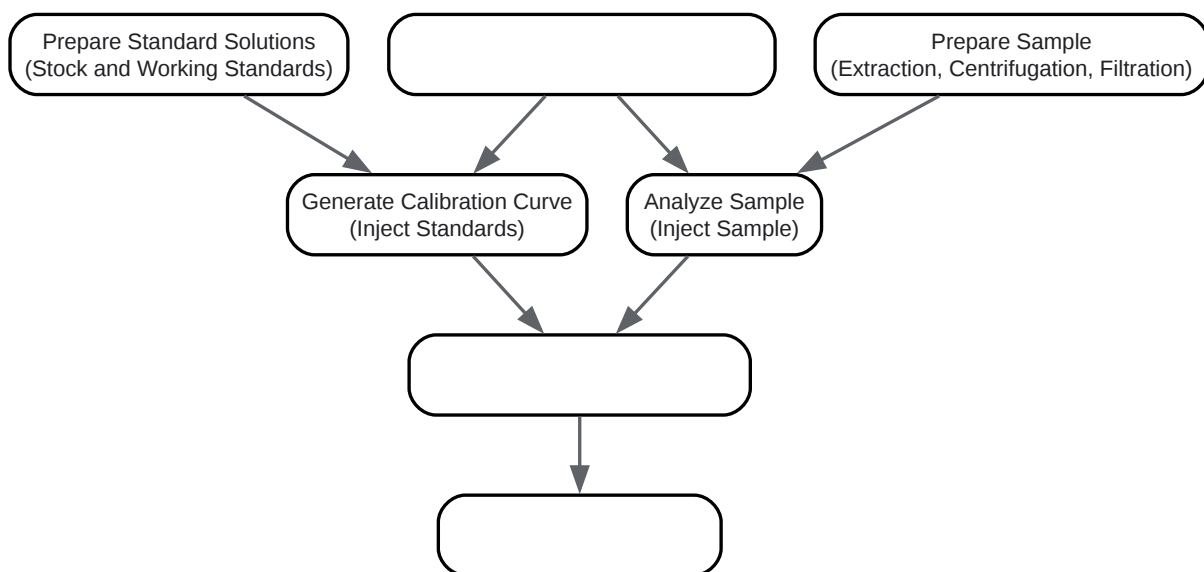 Prepare Standard Solutions
(Stock and Working Standards)
Prepare Sample
(Extraction, Centrifugation, Filtration)
Generate Calibration Curve
(Inject Standards)
Analyze Sample
(Inject Sample)